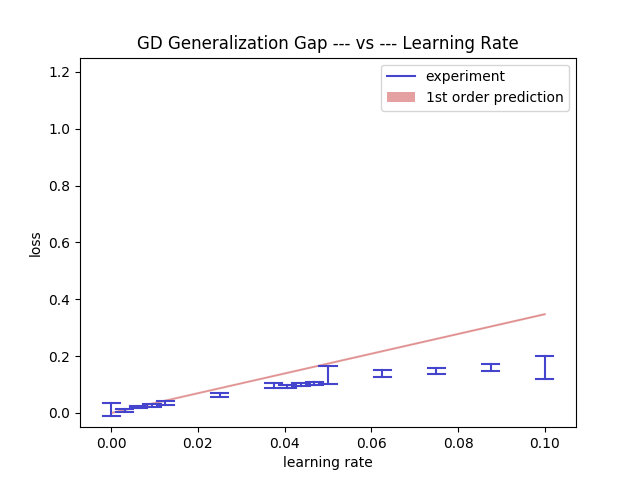 GD Generalization Gap --- vs --- Learning Rate
experiment
1st order prediction
1.2
1.0
0.8
0.6
0.4
0.2
0.0
loss
0.00 0.02 0.04 0.06 0.08 0.10
learning rate